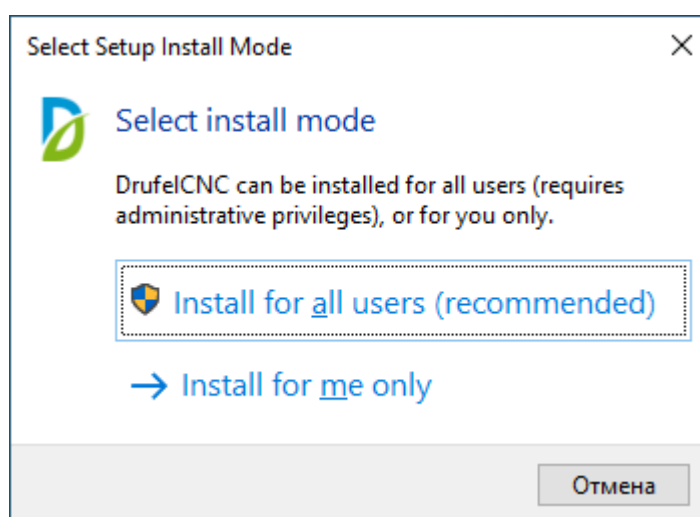 Select Setup Install Mode
Select install mode
DrufelCNC can be installed for all users (requires
administrative privileges), or for you only.
Install for all users (recommended)
Install for me only
Отмена